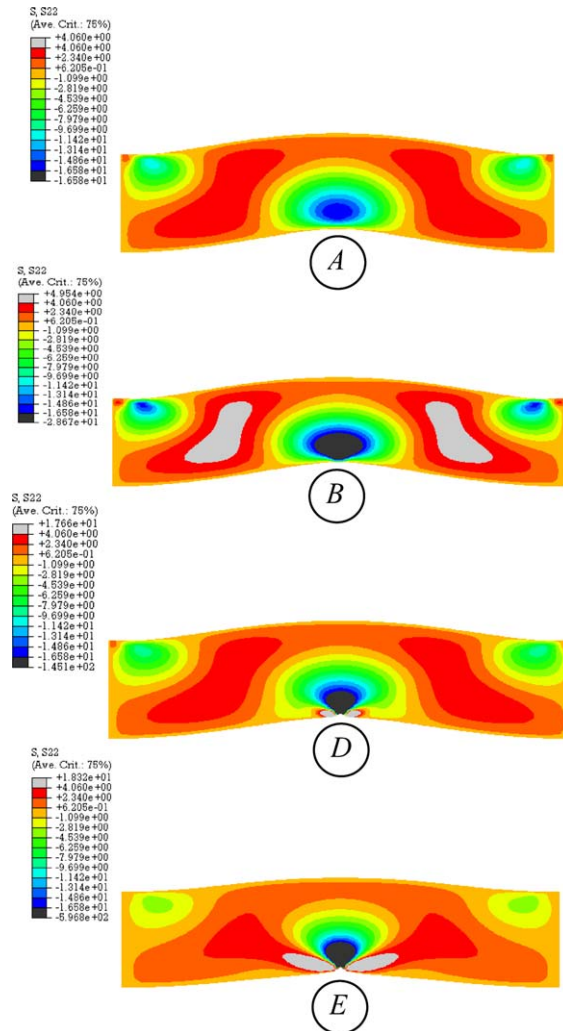 S, S22
(Ave. Crit.: 75%)
+4.060e+00
+4.060e+00
+2.340e+00
+6.205e-01
-1.099e+00
-2.819e+00
-4.539e+00
-6.259e+00
-7.979e+00
-9.699e+00
-1.142e+01
-1.314e+01
-1.486e+01
-1.658e+01
-1.658e+01
A
S, S22
(Ave. Crit.: 75%)
+4.954e+00
+4.060e+00
+2.340e+00
+6.205e-01
-1.099e+00
-2.819e+00
-4.539e+00
-6.259e+00
-7.979e+00
-9.699e+00
-1.142e+01
-1.314e+01
-1.486e+01
-1.658e+01
-2.867e+01
B
S, S22
(Ave. Crit.: 75%)
+1.766e+01
+4.060e+00
+2.340e+00
+6.205e-01
-1.099e+00
-2.819e+00
-4.539e+00
-6.259e+00
-7.979e+00
-9.699e+00
-1.142e+01
-1.314e+01
-1.486e+01
-1.658e+01
-1.451e+02
D
S, S22
(Ave. Crit.: 75%)
+1.832e+01
+4.060e+00
+2.340e+00
+6.205e-01
-1.099e+00
-2.819e+00
-4.539e+00
-6.259e+00
-7.979e+00
-9.699e+00
-1.142e+01
-1.314e+01
-1.486e+01
-1.658e+01
-5.968e+02
E